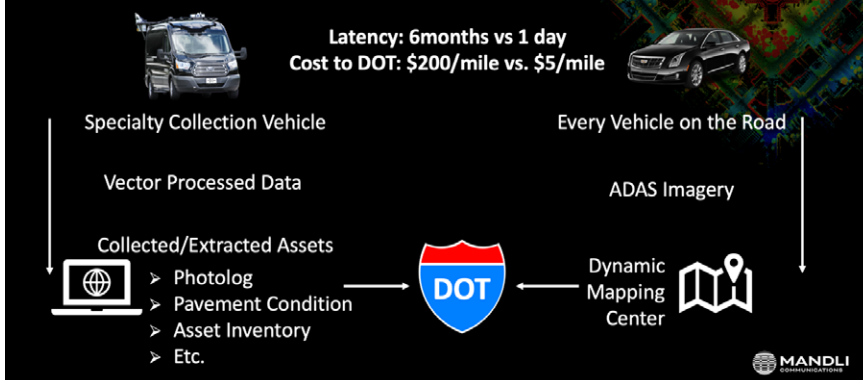 Latency: 6months vs 1 day
Cost to DOT: $200/mile vs. $5/mile
Specialty Collection Vehicle
Every Vehicle on the Road
Vector Processed Data
ADAS Imagery
Collected/Extracted Assets
➢ Photolog
➢ Pavement Condition
➢ Asset Inventory
➢ Etc.
DOT
Dynamic
Mapping
Center
MANDLI
COMMUNICATIONS